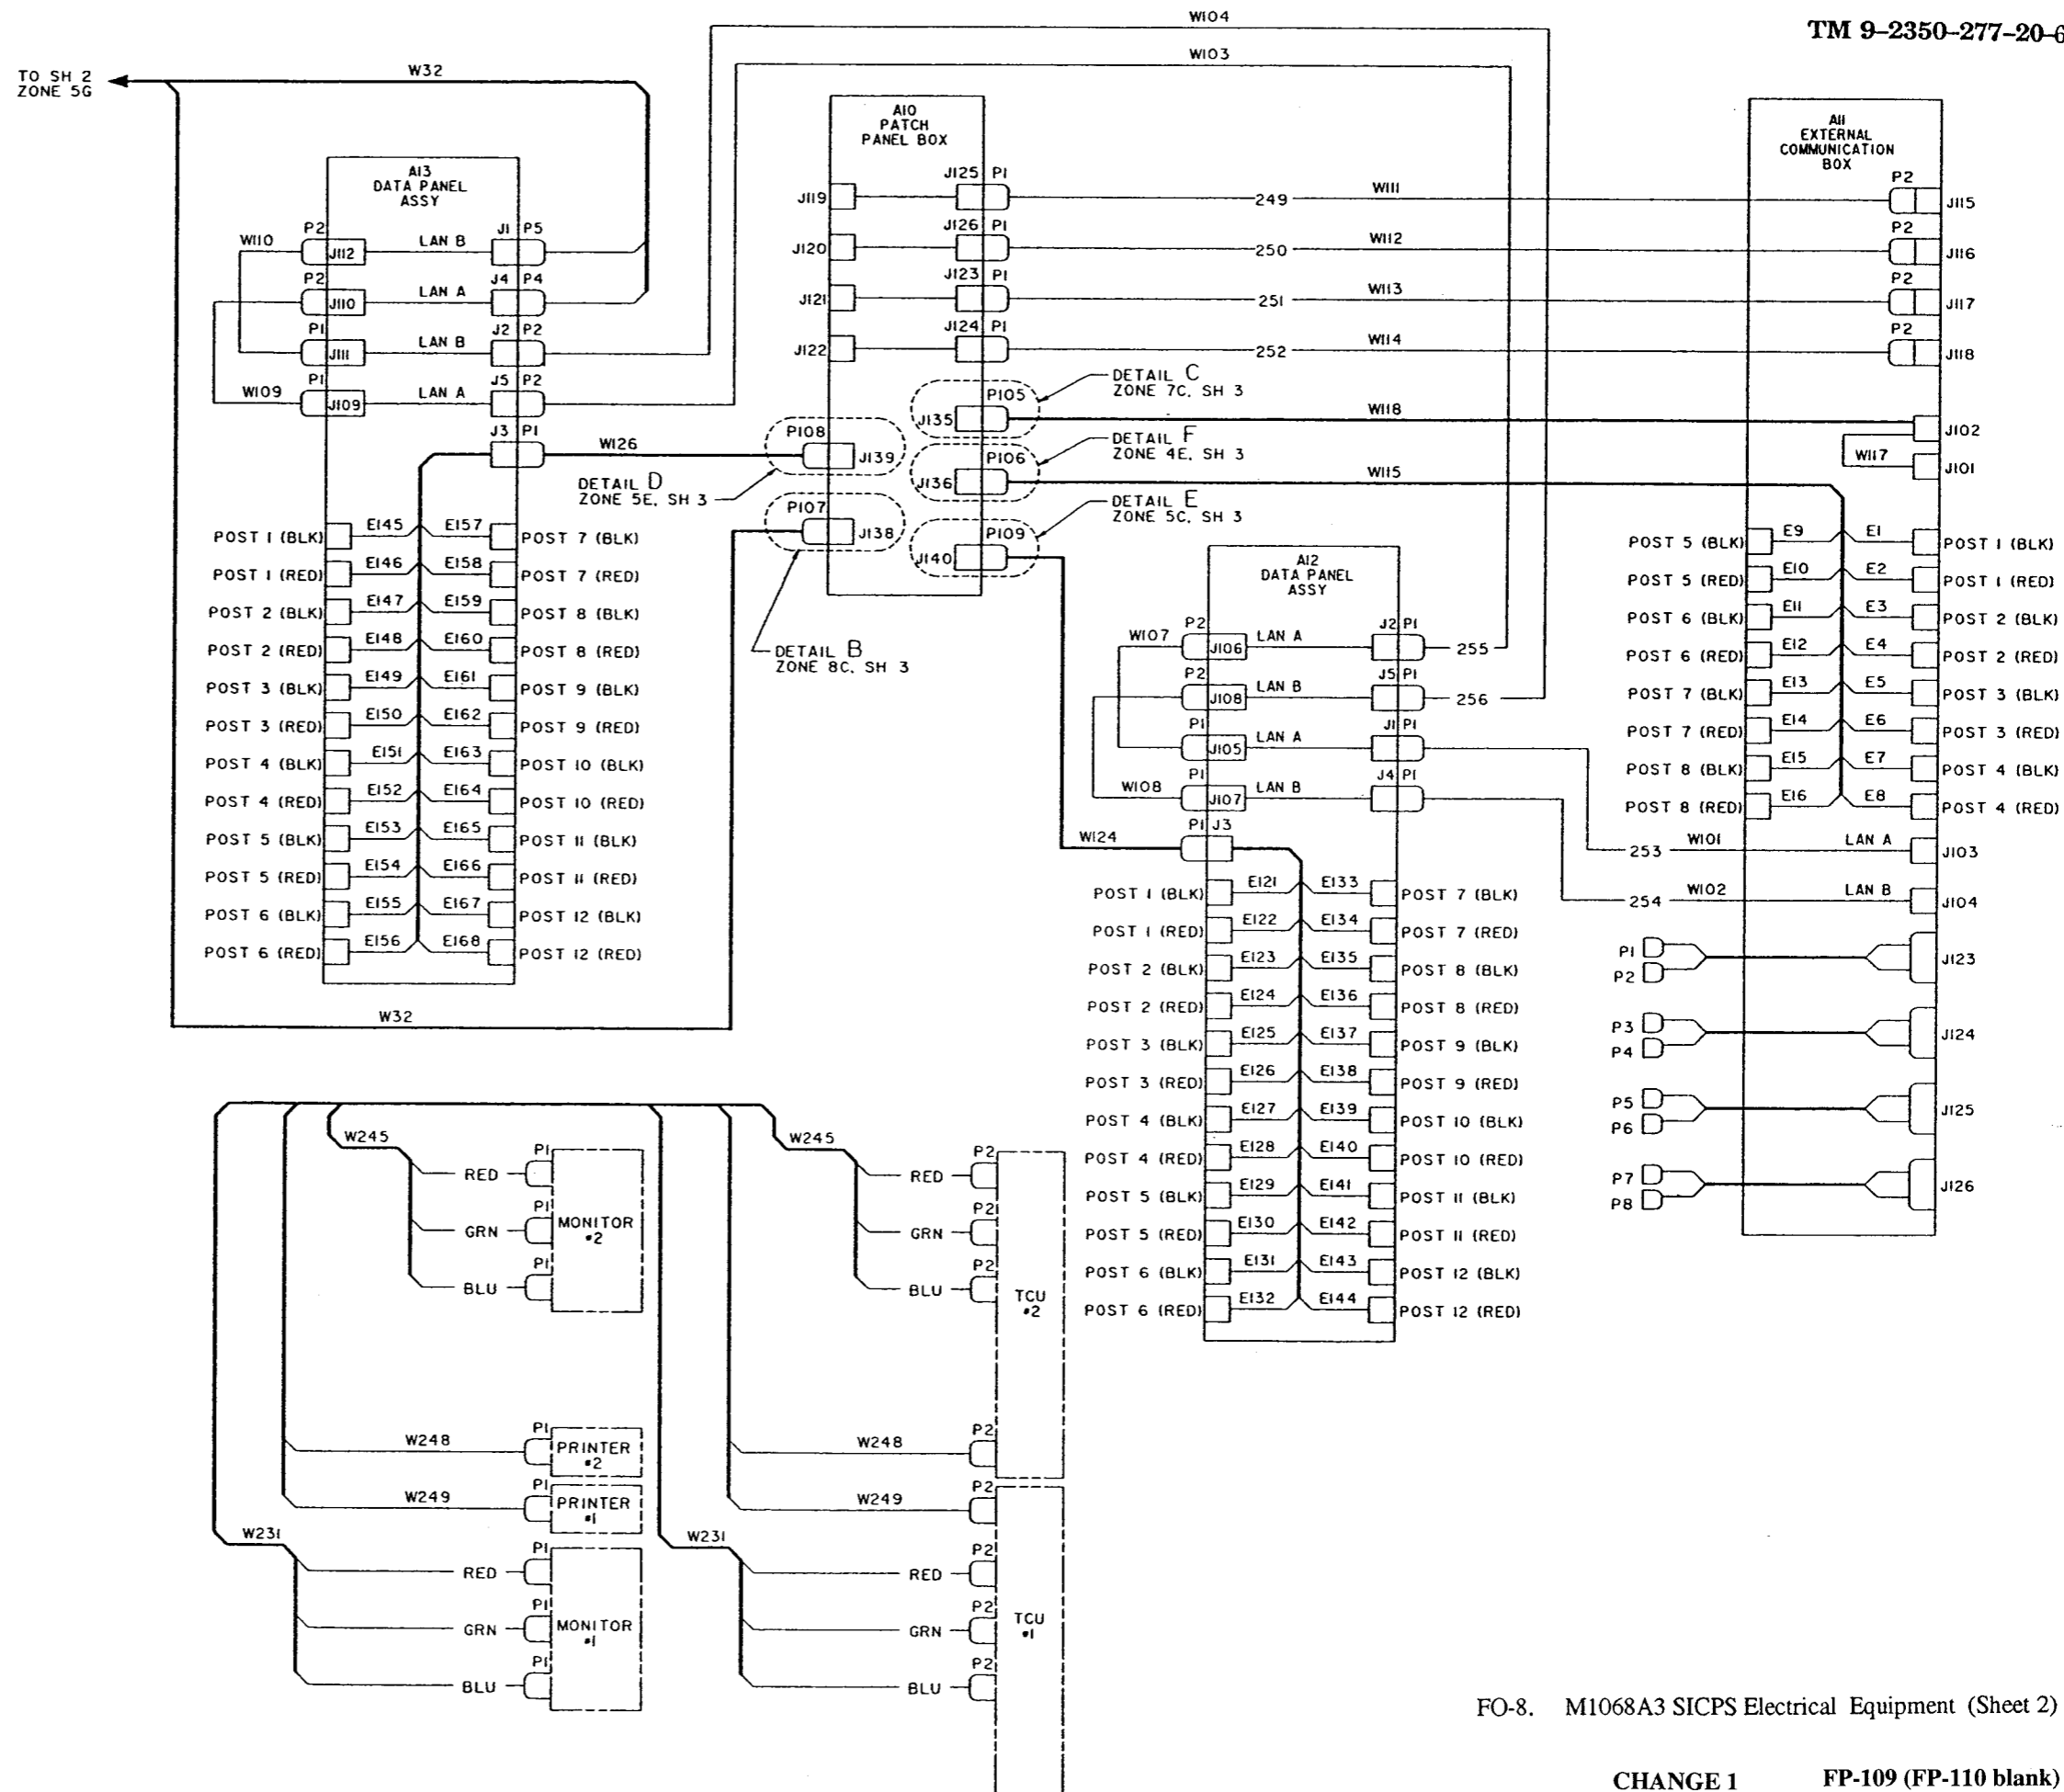 TM 9–2350–277–20–6
W104
W103
TO SH 2
ZONE 5G
W32
A13
DATA PANEL
ASSY
W110
P2
J112
LAN B
J1
P5
P2
J110
LAN A
J4
P4
P1
J111
LAN B
J2
P2
W109
P1
J109
LAN A
J5
P2
J3
P1
W126
POST 1 (BLK) E145 E157 POST 7 (BLK)
POST 1 (RED) E146 E158 POST 7 (RED)
POST 2 (BLK) E147 E159 POST 8 (BLK)
POST 2 (RED) E148 E160 POST 8 (RED)
POST 3 (BLK) E149 E161 POST 9 (BLK)
POST 3 (RED) E150 E162 POST 9 (RED)
POST 4 (BLK) E151 E163 POST 10 (BLK)
POST 4 (RED) E152 E164 POST 10 (RED)
POST 5 (BLK) E153 E165 POST 11 (BLK)
POST 5 (RED) E154 E166 POST 11 (RED)
POST 6 (BLK) E155 E167 POST 12 (BLK)
POST 6 (RED) E156 E168 POST 12 (RED)
W32
A10
PATCH
PANEL BOX
J119 J125 P1 249 W111 P2 J115
J120 J126 P1 250 W112 P2 J116
J121 J123 P1 251 W113 P2 J117
J122 J124 P1 252 W114 P2 J118
DETAIL C
ZONE 7C, SH 3
P105
J135
W118
DETAIL F
ZONE 4E, SH 3
P106
J136
W115
DETAIL E
ZONE 5C, SH 3
P109
J140
P108
J139
DETAIL D
ZONE 5E, SH 3
P107
J138
DETAIL B
ZONE 8C, SH 3
A12
DATA PANEL
ASSY
W107 P2 J106 LAN A J2 P1 255
P2 J108 LAN B J5 P1 256
P1 J105 LAN A J1 P1
W108 P1 J107 LAN B J4 P1
W124 P1 J3
POST 1 (BLK) E121 E133 POST 7 (BLK)
POST 1 (RED) E122 E134 POST 7 (RED)
POST 2 (BLK) E123 E135 POST 8 (BLK)
POST 2 (RED) E124 E136 POST 8 (RED)
POST 3 (BLK) E125 E137 POST 9 (BLK)
POST 3 (RED) E126 E138 POST 9 (RED)
POST 4 (BLK) E127 E139 POST 10 (BLK)
POST 4 (RED) E128 E140 POST 10 (RED)
POST 5 (BLK) E129 E141 POST 11 (BLK)
POST 5 (RED) E130 E142 POST 11 (RED)
POST 6 (BLK) E131 E143 POST 12 (BLK)
POST 6 (RED) E132 E144 POST 12 (RED)
A11
EXTERNAL
COMMUNICATION
BOX
J102
W117
J101
POST 5 (BLK) E9 E1 POST 1 (BLK)
POST 5 (RED) E10 E2 POST 1 (RED)
POST 6 (BLK) E11 E3 POST 2 (BLK)
POST 6 (RED) E12 E4 POST 2 (RED)
POST 7 (BLK) E13 E5 POST 3 (BLK)
POST 7 (RED) E14 E6 POST 3 (RED)
POST 8 (BLK) E15 E7 POST 4 (BLK)
POST 8 (RED) E16 E8 POST 4 (RED)
253 W101 LAN A J103
254 W102 LAN B J104
P1
P2
J123
P3
P4
J124
P5
P6
J125
P7
P8
J126
W245
RED P1
GRN P1
BLU P1
MONITOR
#2
W245
RED P2
GRN P2
BLU P2
TCU
#2
W248 P1
PRINTER
#2
W248 P2
W249 P1
PRINTER
#1
W249 P2
W231
RED P1
GRN P1
BLU P1
MONITOR
#1
W231
RED P2
GRN P2
BLU P2
TCU
#1
FO-8. M1068A3 SICPS Electrical Equipment (Sheet 2)
CHANGE 1 FP-109 (FP-110 blank)